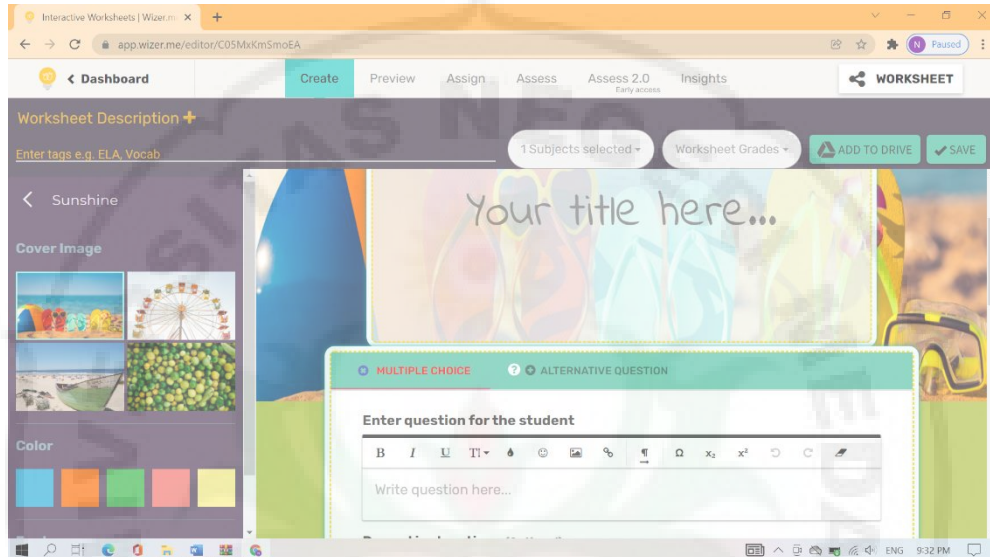 Interactive Worksheets | Wizer.m
app.wizer.me/editor/C05MxKmSmoEA
N Paused
Dashboard Create Preview Assign Assess Assess 2.0 Insights WORKSHEET
Early access
Worksheet Description
Enter tags e.g. ELA, Vocab
1 Subjects selected Worksheet Grades ADD TO DRIVE SAVE
Sunshine
Your title here...
Cover Image
MULTIPLE CHOICE ALTERNATIVE QUESTION
Enter question for the student
B I U T Ω x₂ x²
Write question here...
Color
ENG 9:32 PM